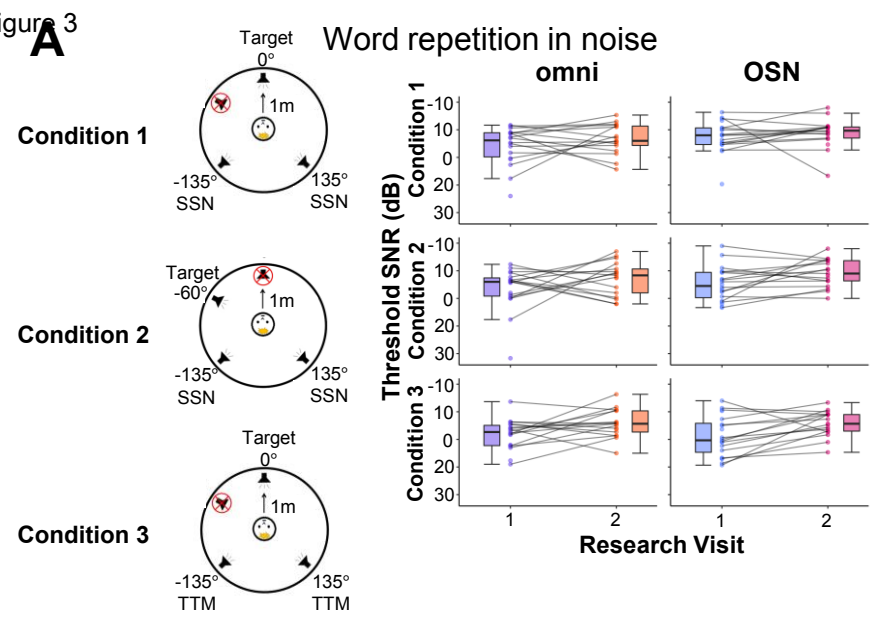 igure 3
A
Word repetition in noise
Target
0°
1m
Condition 1
-135°
SSN
135°
SSN
Target
-60°
1m
Condition 2
-135°
SSN
135°
SSN
Target
0°
1m
Condition 3
-135°
TTM
135°
TTM
omni
OSN
Threshold SNR (dB)
Condition 1
-10
10
0
20
30
Condition 2
-10
10
0
20
30
Condition 3
-10
10
0
20
30
1
2
1
2
Research Visit